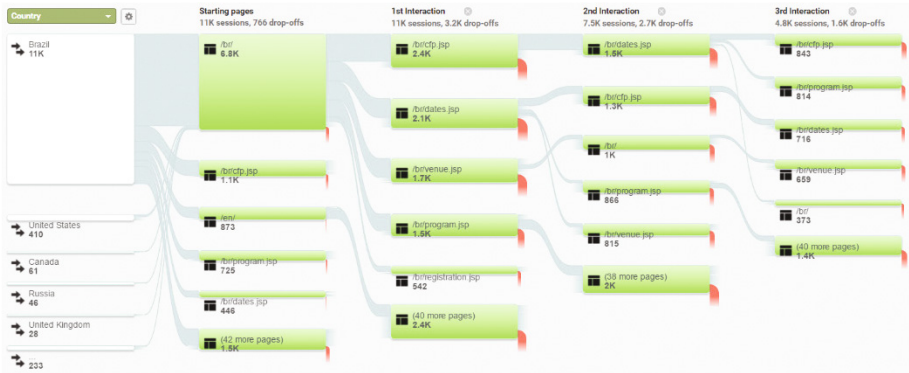 Country
Starting pages
11K sessions, 766 drop-offs
1st Interaction
11K sessions, 3.2K drop-offs
2nd Interaction
7.5K sessions, 2.7K drop-offs
3rd Interaction
4.8K sessions, 1.6K drop-offs
Brazil
11K
United States
410
Canada
61
Russia
46
United Kingdom
28
...
233
/br/
6.8K
/br/cfp.jsp
1.1K
/en/
873
/br/program.jsp
725
/br/dates.jsp
446
(42 more pages)
1.5K
/br/cfp.jsp
2.4K
/br/dates.jsp
2.1K
/br/venue.jsp
1.7K
/br/program.jsp
1.5K
/br/registration.jsp
542
(40 more pages)
2.4K
/br/dates.jsp
1.5K
/br/cfp.jsp
1.3K
/br/
1K
/br/program.jsp
866
/br/venue.jsp
815
(38 more pages)
2K
/br/cfp.jsp
843
/br/program.jsp
814
/br/dates.jsp
716
/br/venue.jsp
659
/br/
373
(40 more pages)
1.4K